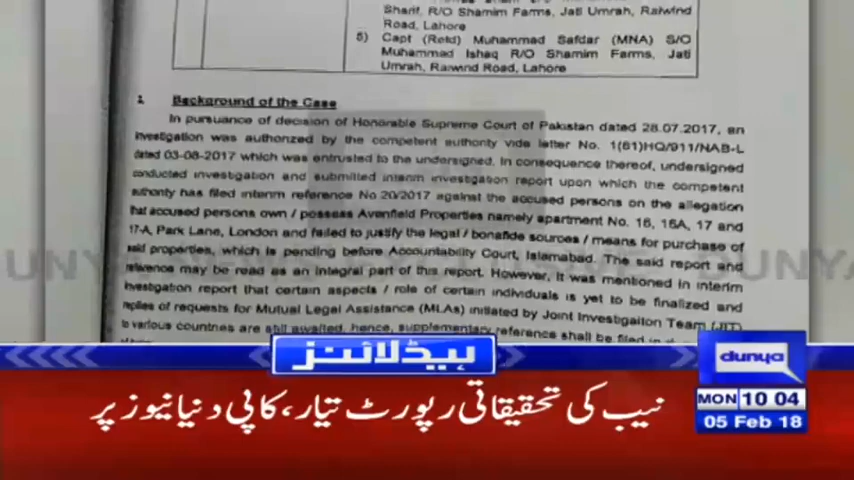 Sharif, R/O Shamim Farms, Jati Umrah, Raiwind
Road, Lahore
5) Capt (Retd) Muhammad Safdar (MNA) S/O
Muhammad Ishaq R/O Shamim Farms, Jati
Umrah, Raiwind Road, Lahore
1. Background of the Case
In pursuance of decision of Honorable Supreme Court of Pakistan dated 28.07.2017, an
investigation was authorized by the competent authority vide letter No. 1(61)HQ/911/NAB-L
dated 03-08-2017 which was entrusted to the undersigned. In consequence thereof, undersigned
conducted investigation and submitted interim investigation report upon which the competent
authority has filed interim reference No.20/2017 against the accused persons on the allegation
that accused persons own / possess Avenfield Properties namely apartment No. 16, 16A, 17 and
17-A, Park Lane, London and failed to justify the legal / bonafide sources / means for purchase of
said properties, which is pending before Accountability Court, Islamabad. The said report and
reference may be read as an integral part of this report. However, it was mentioned in interim
investigation report that certain aspects / role of certain individuals is yet to be finalized and
replies of requests for Mutual Legal Assistance (MLAs) initiated by Joint Investigaiton Team (JIT)
to various countries are still awaited, hence, supplementary reference shall be filed in
ہیڈلائنز
dunya
نیب کی تحقیقاتی رپورٹ تیار، کاپی دنیا نیوز پر
MON 10 04
05 Feb 18